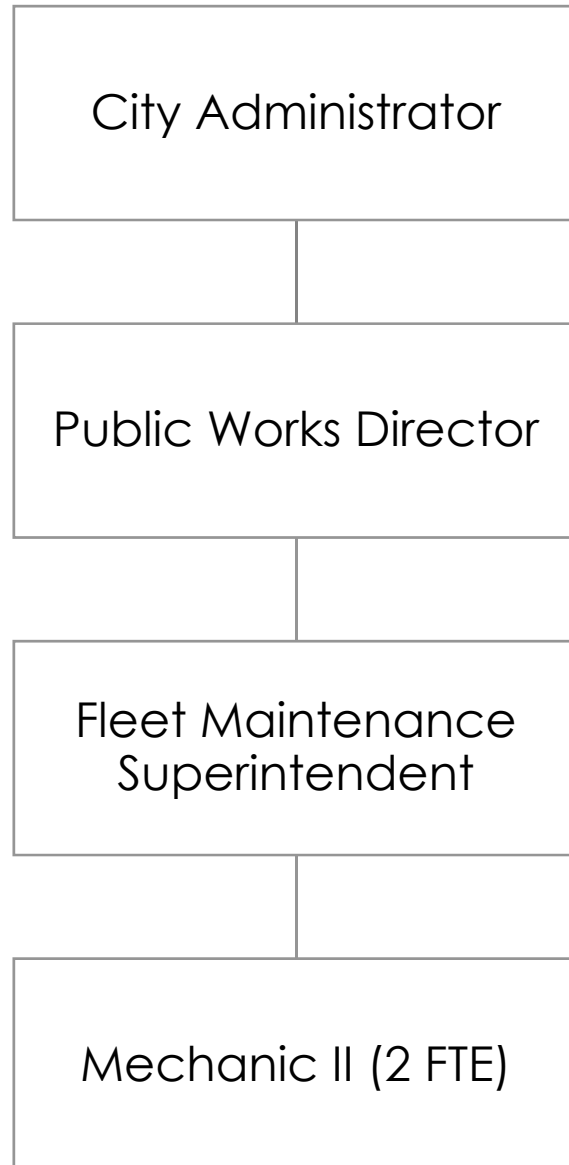 City Administrator
Public Works Director
Fleet Maintenance
Superintendent
Mechanic II (2 FTE)